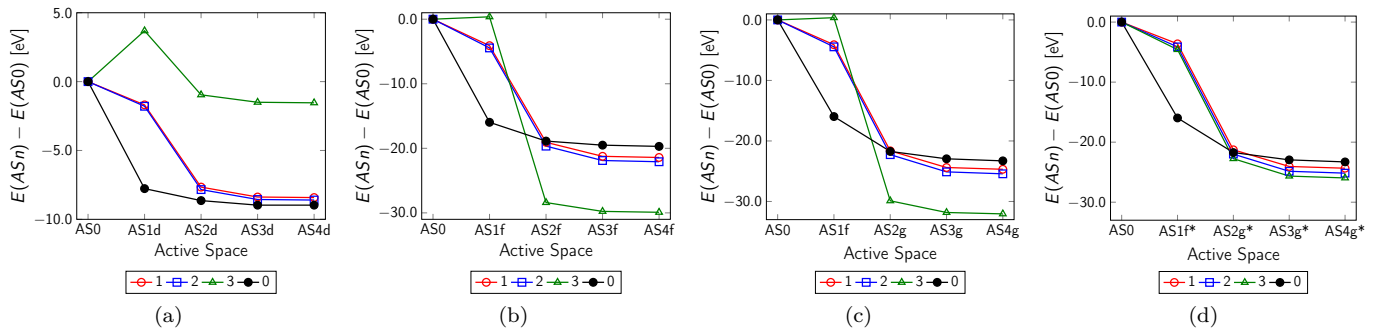 E(ASn) − E(AS0) [eV]
5.0
0.0
−5.0
−10.0
AS0 AS1d AS2d AS3d AS4d
Active Space
1 2 3 0
(a)
E(ASn) − E(AS0) [eV]
0.0
−10.0
−20.0
−30.0
AS0 AS1f AS2f AS3f AS4f
Active Space
1 2 3 0
(b)
E(ASn) − E(AS0) [eV]
0.0
−10.0
−20.0
−30.0
AS0 AS1f AS2g AS3g AS4g
Active Space
1 2 3 0
(c)
E(ASn) − E(AS0) [eV]
0.0
−10.0
−20.0
−30.0
AS0 AS1f* AS2g* AS3g* AS4g*
Active Space
1 2 3 0
(d)